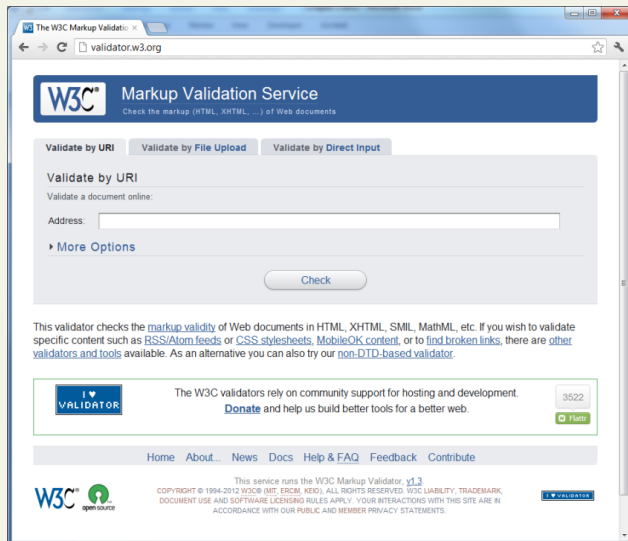 The W3C Markup Validatio
validator.w3.org
W3C®
Markup Validation Service
Check the markup (HTML, XHTML, ...) of Web documents
Validate by URI
Validate by File Upload
Validate by Direct Input
Validate by URI
Validate a document online:
Address:
More Options
Check
This validator checks the markup validity of Web documents in HTML, XHTML, SMIL, MathML, etc. If you wish to validate
specific content such as RSS/Atom feeds or CSS stylesheets, MobileOK content, or to find broken links, there are other
validators and tools available. As an alternative you can also try our non-DTD-based validator.
I ♥
VALIDATOR
The W3C validators rely on community support for hosting and development.
Donate and help us build better tools for a better web.
3522
Flattr
Home About... News Docs Help & FAQ Feedback Contribute
This service runs the W3C Markup Validator, v1.3.
COPYRIGHT © 1994-2012 W3C® (MIT, ERCIM, KEIO), ALL RIGHTS RESERVED. W3C LIABILITY, TRADEMARK,
DOCUMENT USE AND SOFTWARE LICENSING RULES APPLY. YOUR INTERACTIONS WITH THIS SITE ARE IN
ACCORDANCE WITH OUR PUBLIC AND MEMBER PRIVACY STATEMENTS.
W3C®
open source
I ♥ VALIDATOR